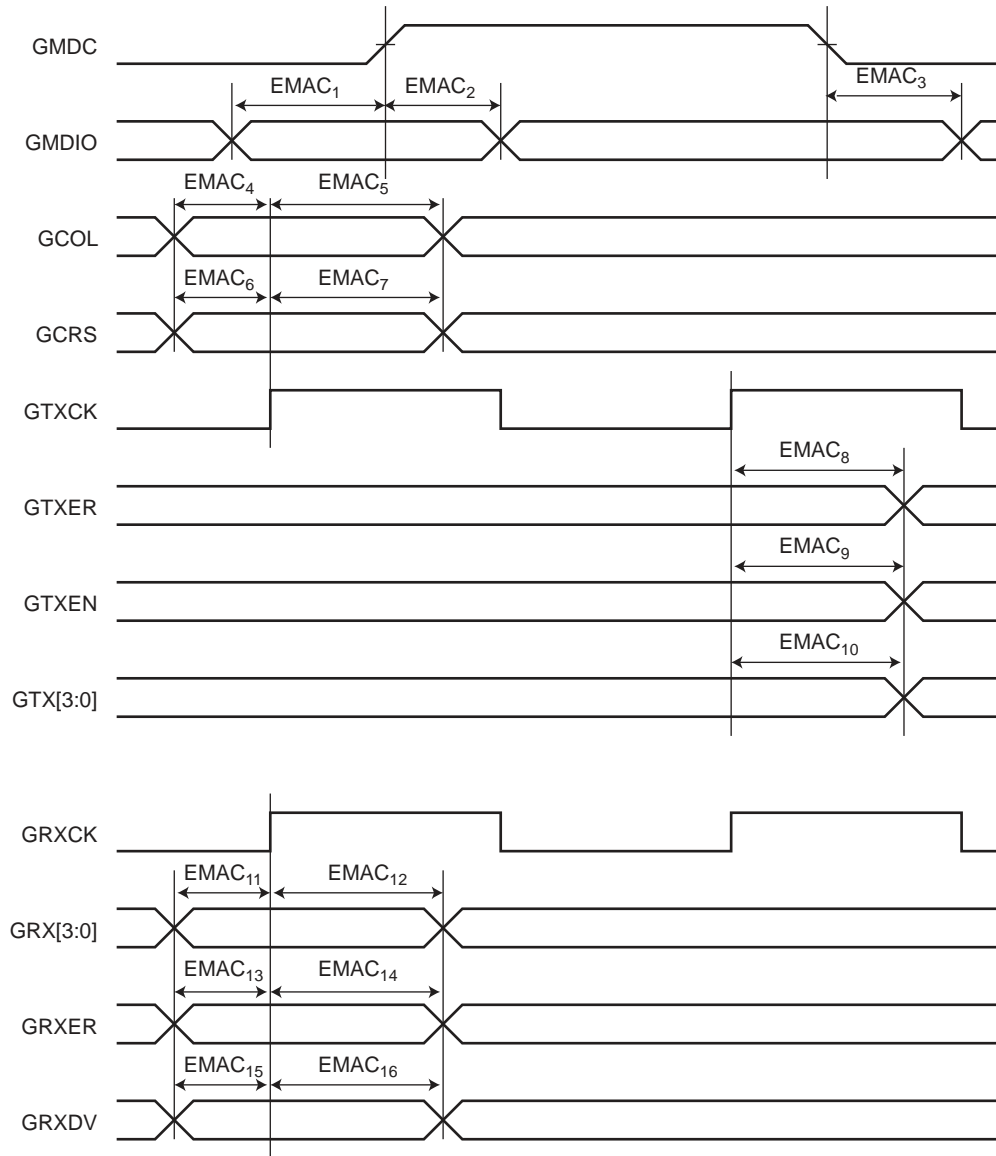 GMDC
EMAC1 EMAC2 EMAC3
GMDIO
EMAC4 EMAC5
GCOL
EMAC6 EMAC7
GCRS
GTXCK
EMAC8
GTXER
EMAC9
GTXEN
EMAC10
GTX[3:0]
GRXCK
EMAC11 EMAC12
GRX[3:0]
EMAC13 EMAC14
GRXER
EMAC15 EMAC16
GRXDV